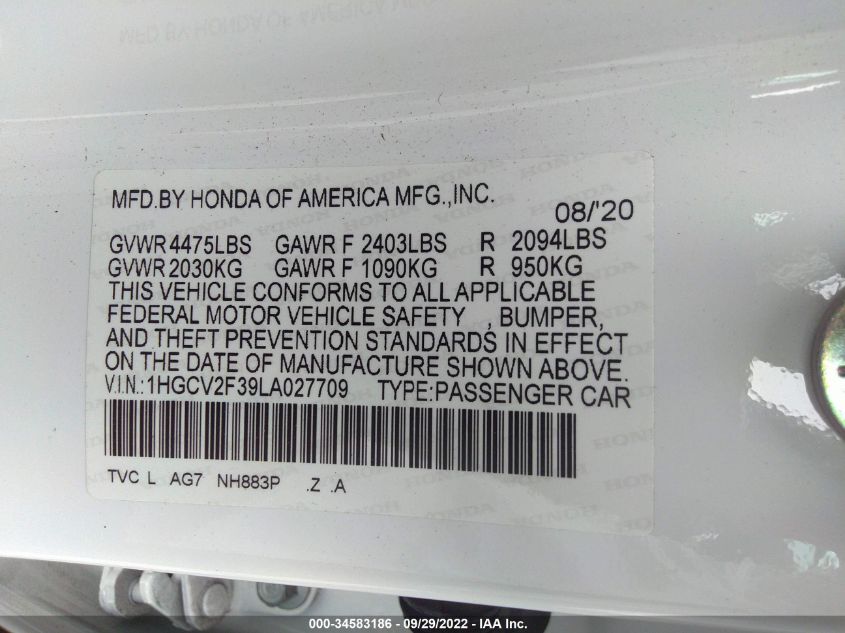 MFD.BY HONDA OF AMERICA MFG.,INC.
08/'20
GVWR 4475LBS GAWR F 2403LBS R 2094LBS
GVWR 2030KG GAWR F 1090KG R 950KG
THIS VEHICLE CONFORMS TO ALL APPLICABLE
FEDERAL MOTOR VEHICLE SAFETY , BUMPER,
AND THEFT PREVENTION STANDARDS IN EFFECT
ON THE DATE OF MANUFACTURE SHOWN ABOVE.
V.I.N.:1HGCV2F39LA027709 TYPE:PASSENGER CAR
TVC L AG7 NH883P .Z .A
000-34583186 - 09/29/2022 - IAA Inc.